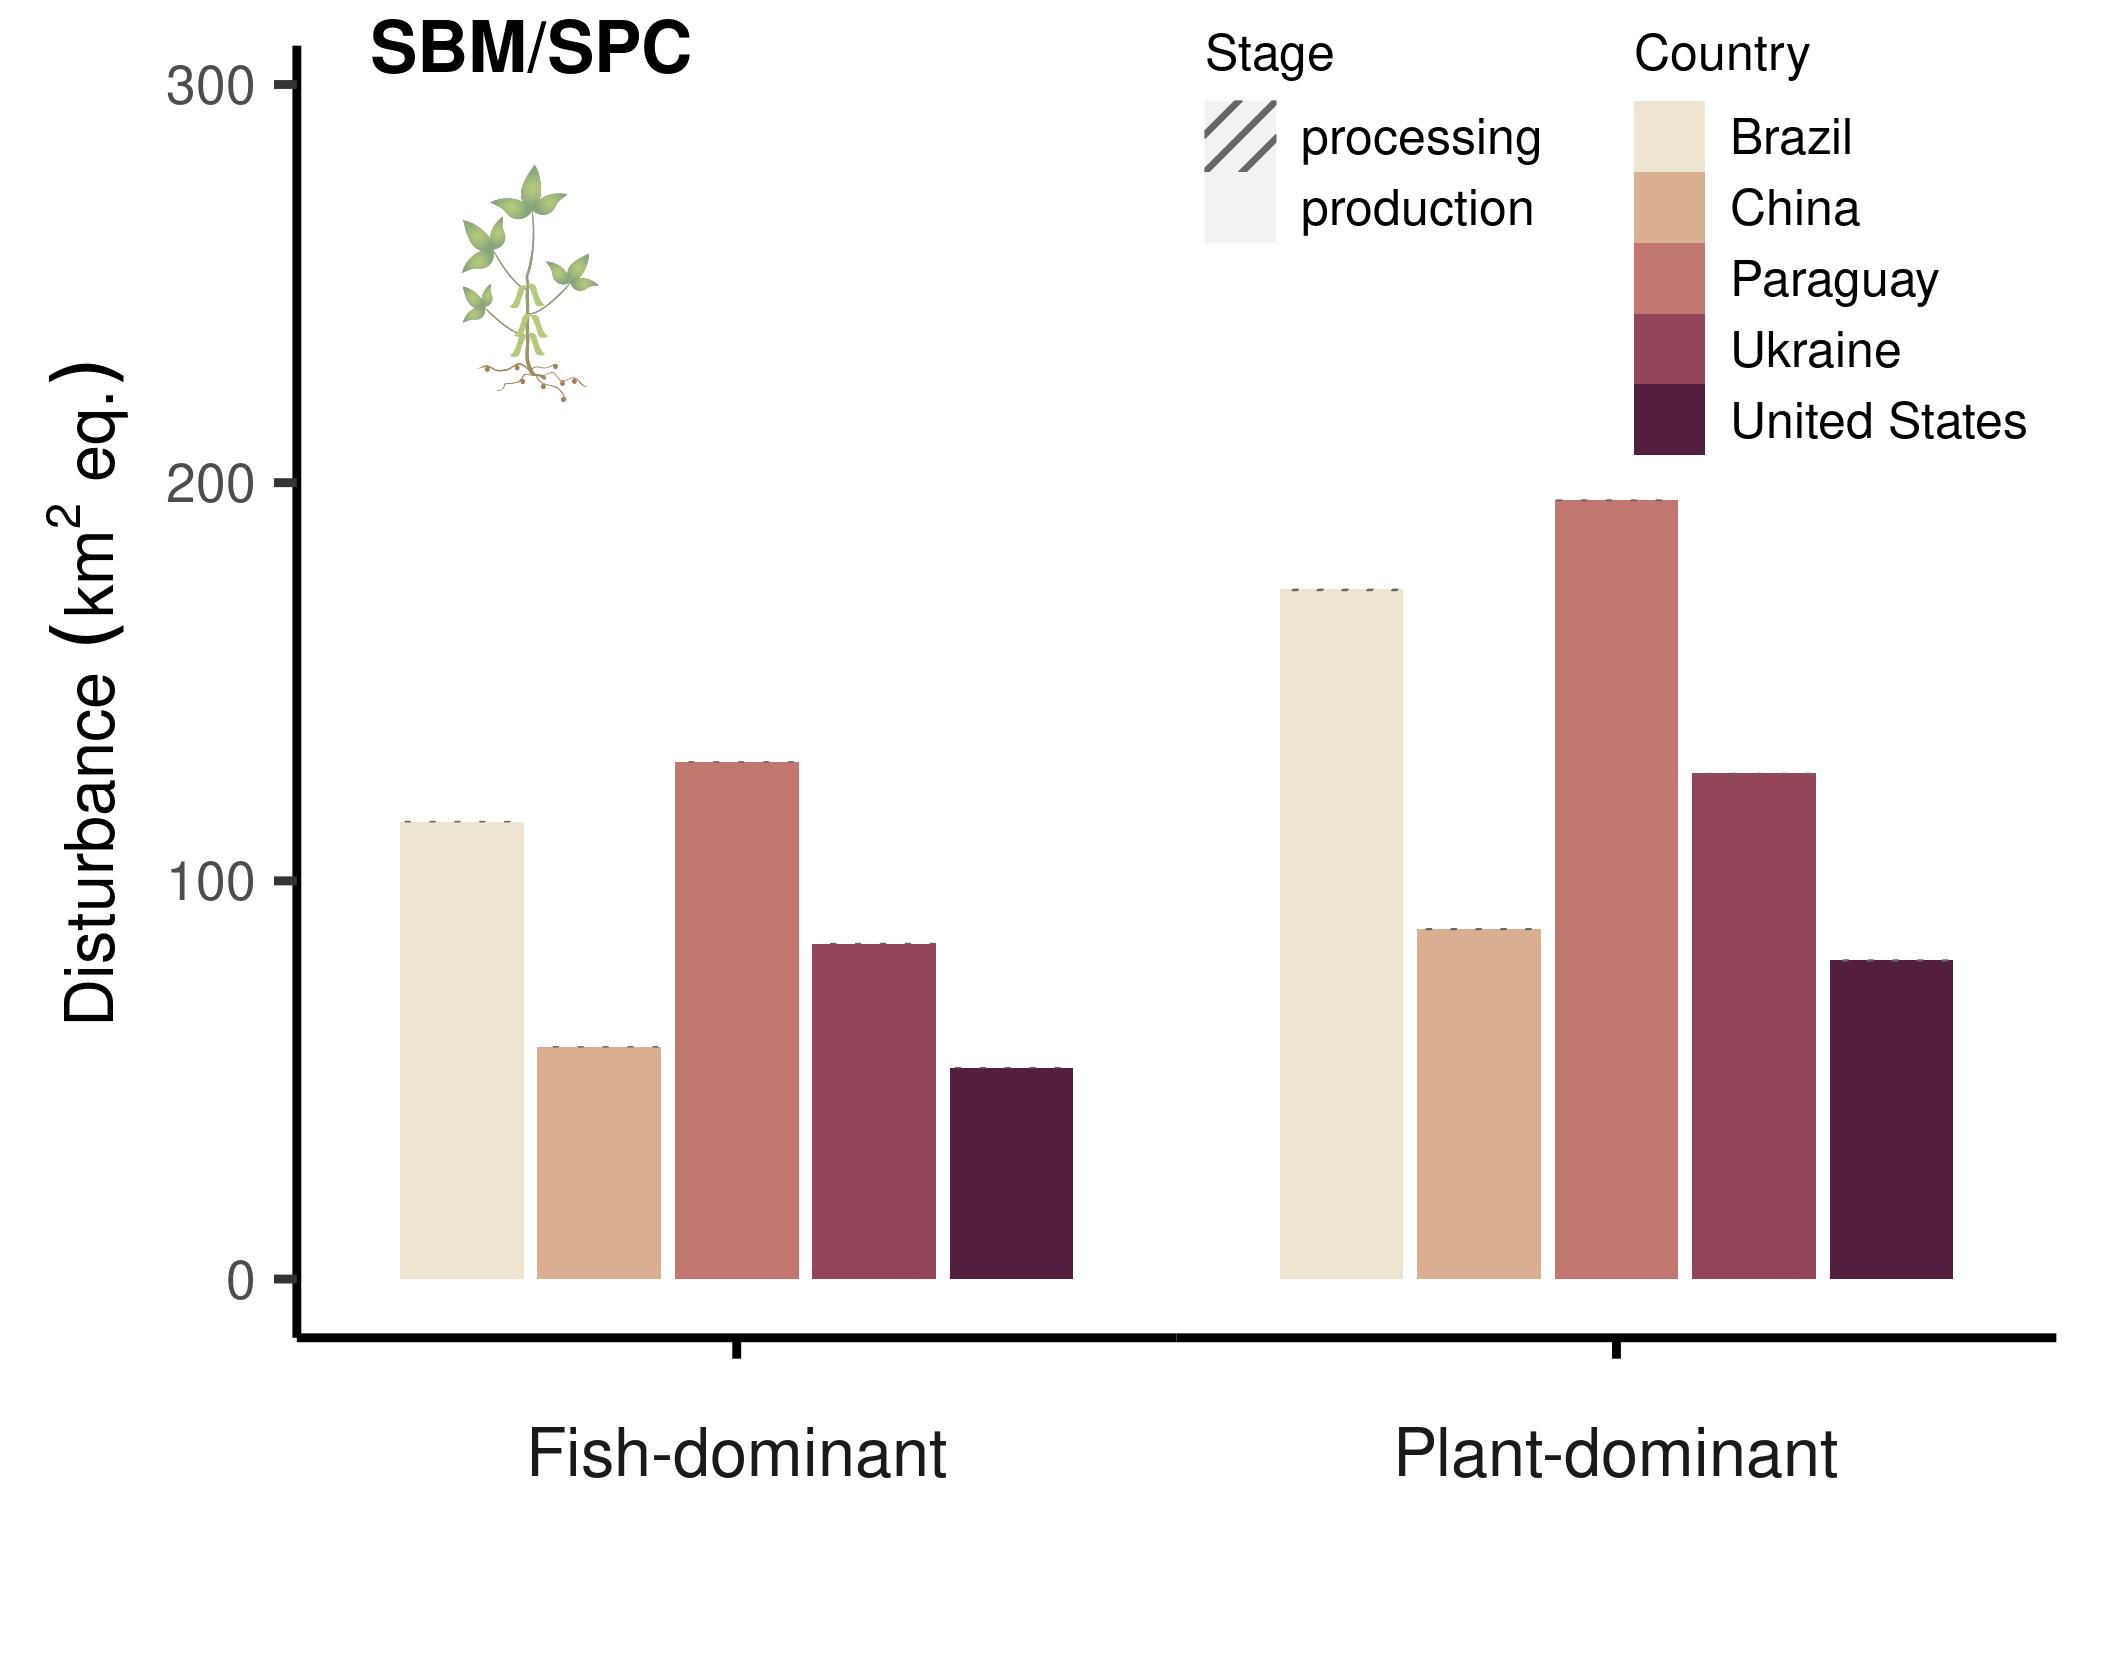 SBM/SPC
Stage
processing
production
Country
Brazil
China
Paraguay
Ukraine
United States
Disturbance (km² eq.)
300
200
100
0
Fish-dominant
Plant-dominant